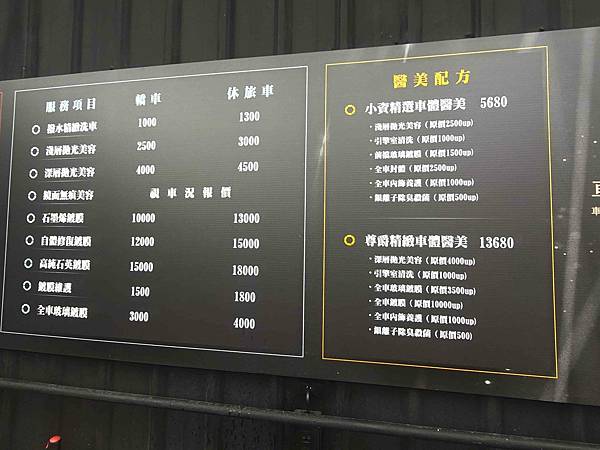 服務項目 轎車 休旅車
撥水精緻洗車 1000 1300
淺層拋光美容 2500 3000
深層拋光美容 4000 4500
鏡面無痕美容 視車況報價
石墨烯鍍膜 10000 13000
自體修復鍍膜 12000 15000
高純石英鍍膜 15000 18000
鍍膜維護 1500 1800
全車玻璃鍍膜 3000 4000
醫美配方
小資精選車體醫美 5680
·淺層拋光美容（原價2500up)
·引擎室清洗（原價1000up)
·前擋玻璃鍍膜（原價1500up)
·全車封體（原價2500up)
·全車內飾養護（原價1000up)
·銀離子除臭殺菌（原價500up)
尊爵精緻車體醫美 13680
·深層拋光美容（原價4000up)
·引擎室清洗（原價1000up)
·全車玻璃鍍膜（原價3500up)
·全車鍍膜（原價10000up)
·全車內飾養護（原價1000up)
·銀離子除臭殺菌（原價500)